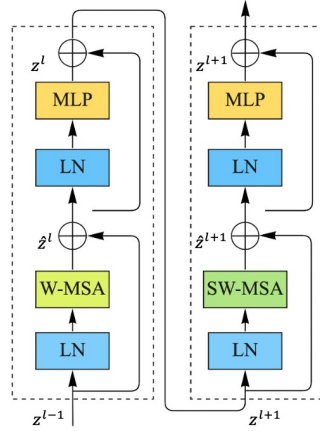 z^l
MLP
LN
ẑ^l
W-MSA
LN
z^{l-1}
z^{l+1}
MLP
LN
ẑ^{l+1}
SW-MSA
LN
z^{l+1}